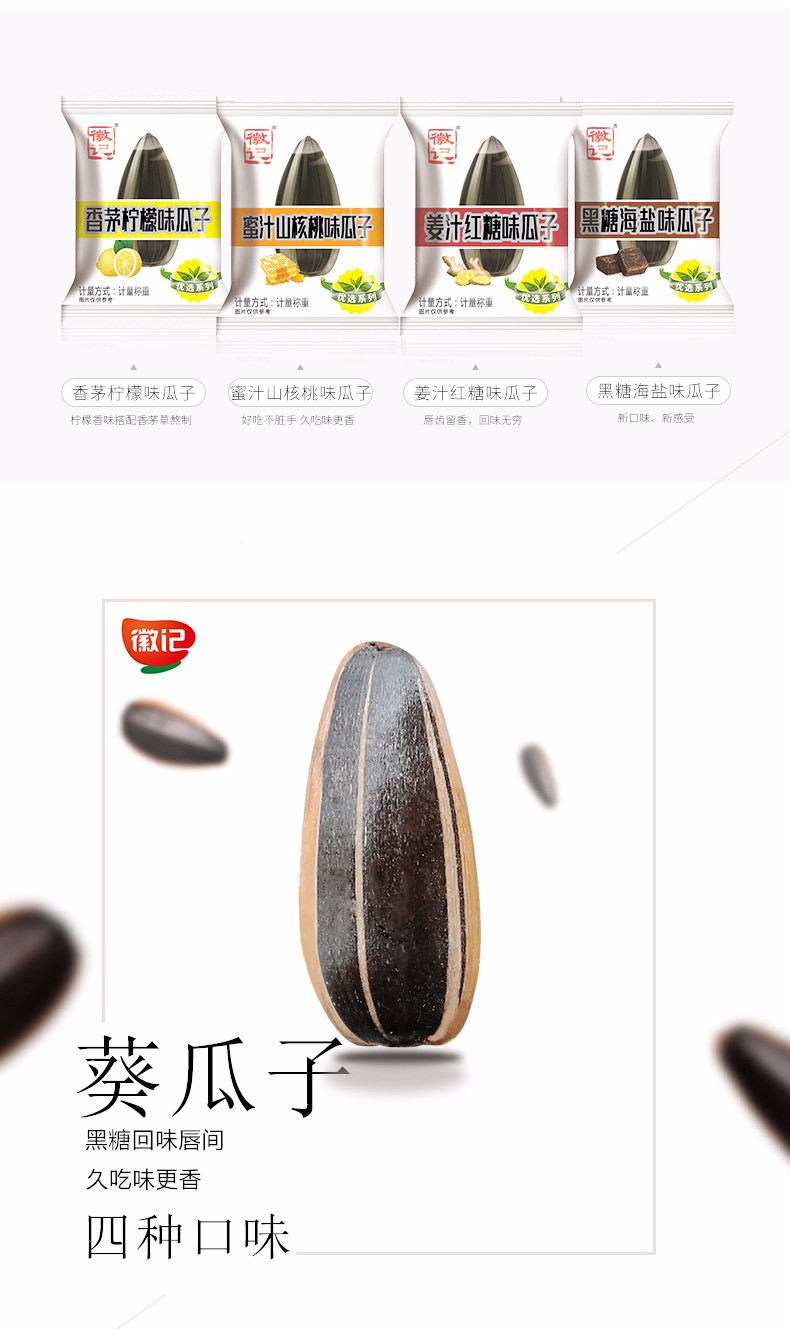 徽记
®
香茅柠檬味瓜子
计量方式：计量称重
图片仅供参考
优选系列
徽记
®
蜜汁山核桃味瓜子
计量方式：计量称重
图片仅供参考
优选系列
徽记
®
姜汁红糖味瓜子
计量方式：计量称重
图片仅供参考
优选系列
徽记
®
黑糖海盐味瓜子
计量方式：计量称重
图片仅供参考
优选系列
香茅柠檬味瓜子
柠檬香味搭配香茅草熬制
蜜汁山核桃味瓜子
好吃不脏手 久吃味更香
姜汁红糖味瓜子
唇齿留香，回味无穷
黑糖海盐味瓜子
新口味、新感受
徽记
葵瓜子
黑糖回味唇间
久吃味更香
四种口味